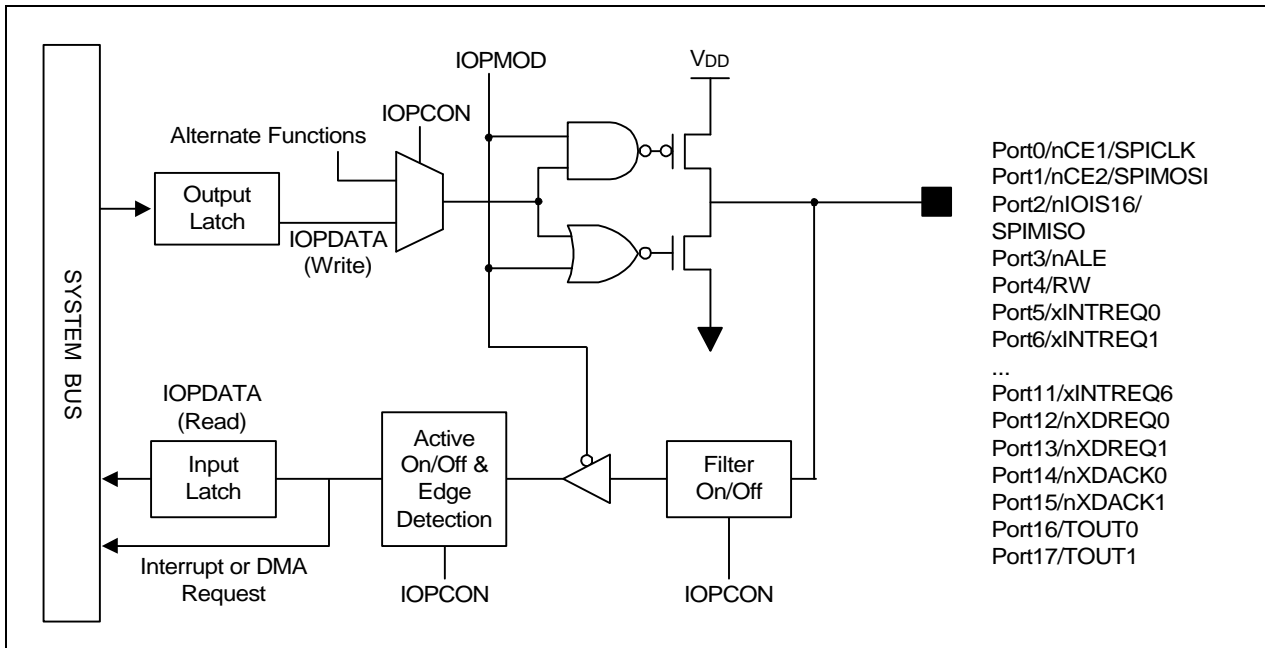 IOPMOD
VDD
IOPCON
Alternate Functions
Output
Latch
IOPDATA
(Write)
SYSTEM BUS
IOPDATA
(Read)
Input
Latch
Active
On/Off &
Edge
Detection
Filter
On/Off
Interrupt or DMA
Request
IOPCON
IOPCON
Port0/nCE1/SPICLK
Port1/nCE2/SPIMOSI
Port2/nIOIS16/
SPIMISO
Port3/nALE
Port4/RW
Port5/xINTREQ0
Port6/xINTREQ1
...
Port11/xINTREQ6
Port12/nXDREQ0
Port13/nXDREQ1
Port14/nXDACK0
Port15/nXDACK1
Port16/TOUT0
Port17/TOUT1